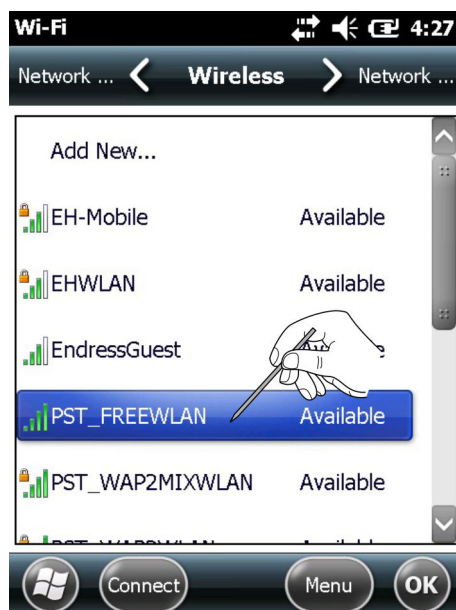 Wi-Fi 4:27
Network ... Wireless Network ...
Add New...
EH-Mobile Available
EHWLAN Available
EndressGuest
PST_FREEWLAN Available
PST_WAP2MIXWLAN Available
Connect Menu OK